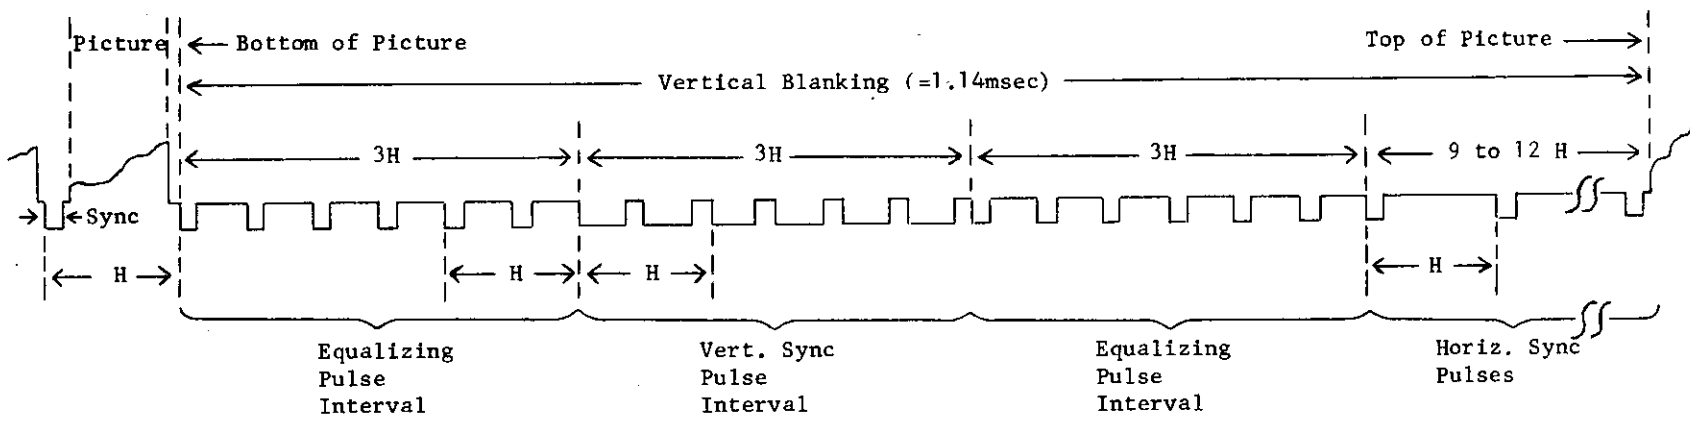 Picture
Bottom of Picture
Top of Picture
Vertical Blanking (=1.14msec)
3H
3H
3H
9 to 12 H
Sync
H
H
H
H
Equalizing
Pulse
Interval
Vert. Sync
Pulse
Interval
Equalizing
Pulse
Interval
Horiz. Sync
Pulses